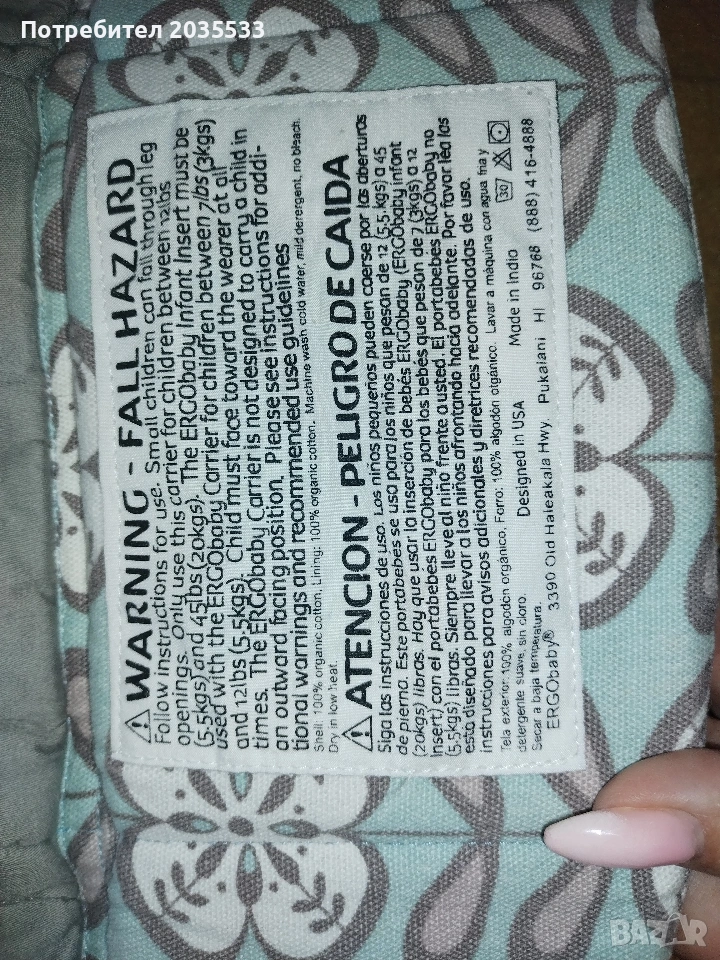 Потребител 2035533
WARNING - FALL HAZARD
Follow instructions for use. Small children can fall through leg
openings. Only use this carrier for children between 12lbs
(5.5kgs) and 45lbs (20kgs). The ERGObaby Infant Insert must be
used with the ERGObaby Carrier for children between 7lbs (3kgs)
and 12lbs (5.5kgs). Child must face toward the wearer at all
times. The ERGObaby Carrier is not designed to carry a child in
an outward facing position. Please see instructions for addi-
tional warnings and recommended use guidelines
Shell: 100% organic cotton, Lining: 100% organic cotton. Machine wash cold water, mild derergent, no bleach.
Dry in low heat.
ATENCION - PELIGRO DE CAIDA
Siga las instrucciones de uso. Los niños pequeños pueden caerse por las aberturas
de pierna. Este portabebes se usa para los niños que pesan de 12 (5.5 kgs) a 45
(20kgs) libras. Hay que usar la inserción de bebés ERGObaby (ERGObaby infant
Insert) con el portabebés ERGObaby para los bebés que pesan de 7 (3kgs) a 12
(5.5kgs) libras. Siempre lleve al niño frente austed. El portabebés ERGObaby no
está diseñado para llevar a los niños afrontando hacia adelante. Por favor léa las
instrucciones para avisos adicionales y diretrices recomendadas de uso.
Tela exterior: 100% algodón orgánico. Forro: 100% algodón orgánico. Lavar a máquina con agua fria y
detergente suave, sin cloro.
Secar a baja temperatura.
30
Designed in USA Made in India
ERGObaby® 3390 Old Haleakala Hwy. Pukalani HI 96768 (888) 416-4888
BAZAR